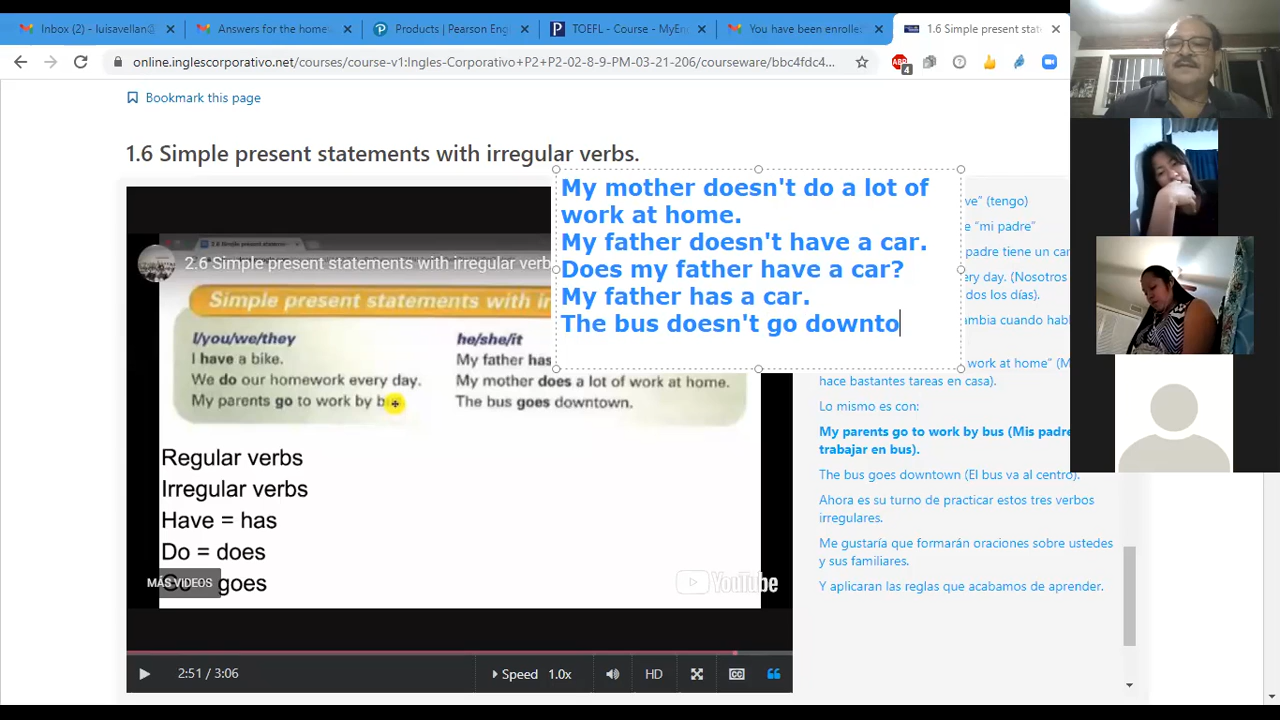 Inbox (2) - luisavellan@
Answers for the home
Products | Pearson Eng
TOEFL - Course - MyEn
You have been enrolle
1.6 Simple present stat
online.inglescorporativo.net/courses/course-v1:Ingles-Corporativo+P2+P2-02-8-9-PM-03-21-206/courseware/bbc4fdc4...
ABP
4
Bookmark this page
1.6 Simple present statements with irregular verbs.
My mother doesn't do a lot of
work at home.
My father doesn't have a car.
Does my father have a car?
My father has a car.
The bus doesn't go downto
2.6 Simple present statements with irregular verb
Simple present statements with i
I/you/we/they
I have a bike.
We do our homework every day.
My parents go to work by b
he/she/it
My father has
My mother does a lot of work at home.
The bus goes downtown.
Regular verbs
Irregular verbs
Have = has
Do = does
goes
MÁS VIDEOS
YouTube
2:51 / 3:06
Speed 1.0x
HD
CC
ve” (tengo)
e “mi padre”
padre tiene un car
ery day. (Nosotros
dos los días).
ambia cuando habl
work at home” (M
hace bastantes tareas en casa).
Lo mismo es con:
My parents go to work by bus (Mis padre
trabajar en bus).
The bus goes downtown (El bus va al centro).
Ahora es su turno de practicar estos tres verbos
irregulares.
Me gustaría que formarán oraciones sobre ustedes
y sus familiares.
Y aplicaran las reglas que acabamos de aprender.